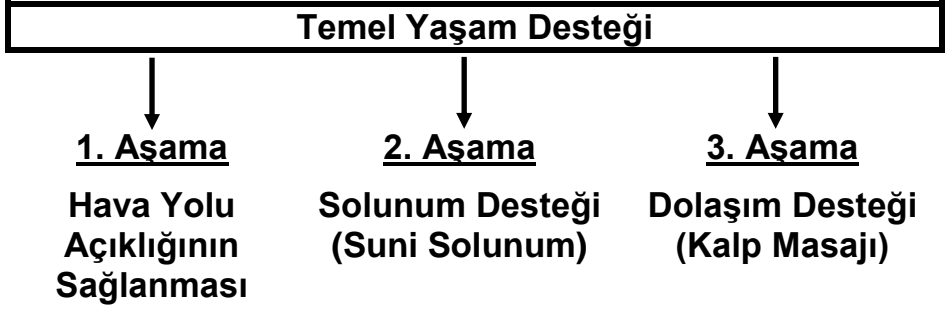 Temel Yaşam Desteği
1. Aşama
Hava Yolu
Açıklığının
Sağlanması
2. Aşama
Solunum Desteği
(Suni Solunum)
3. Aşama
Dolaşım Desteği
(Kalp Masajı)